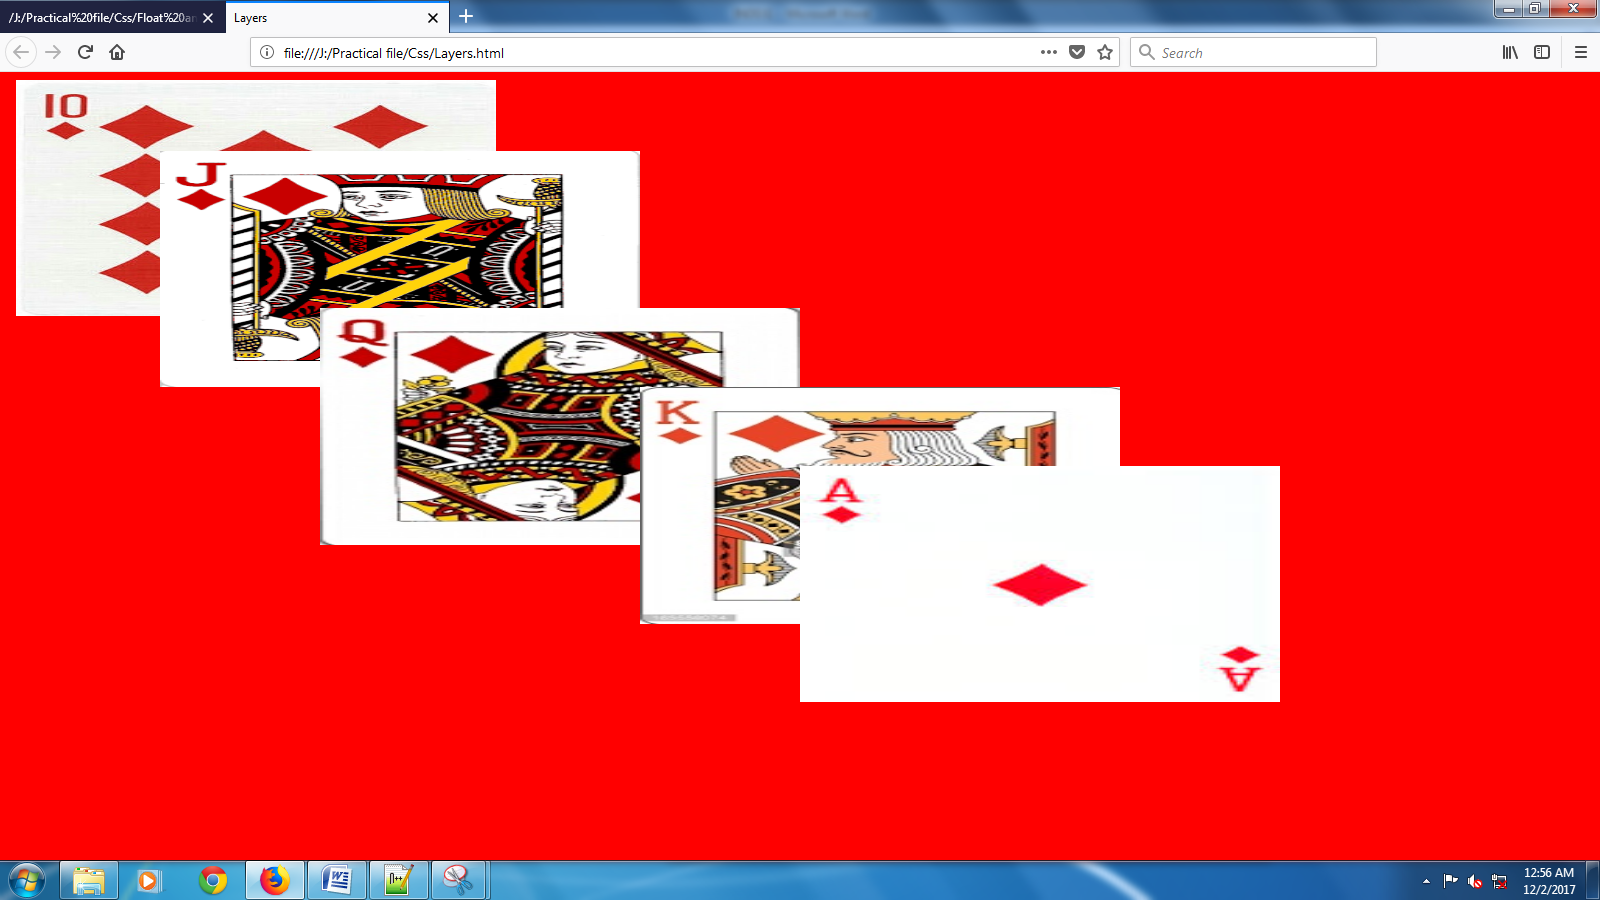 /J:/Practical%20file/Css/Float%20an
Layers
file:///J:/Practical file/Css/Layers.html
Search
10
J
Q
K
A
A
12:56 AM
12/2/2017